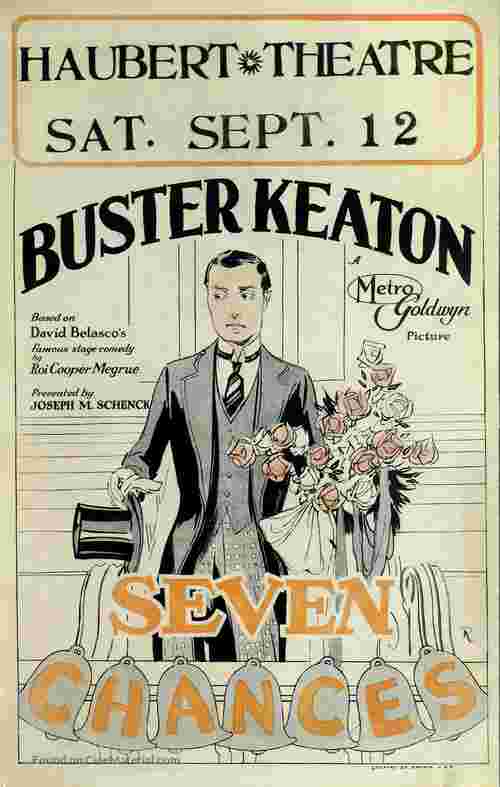 HAUBERT THEATRE
SAT. SEPT. 12
BUSTER KEATON
A
Metro
Goldwyn
Picture
Based on
David Belasco's
Famous stage comedy
by
Roi Cooper Megrue
Presented by
JOSEPH M. SCHENCK
SEVEN
CHANCES
Found on CineMaterial.com